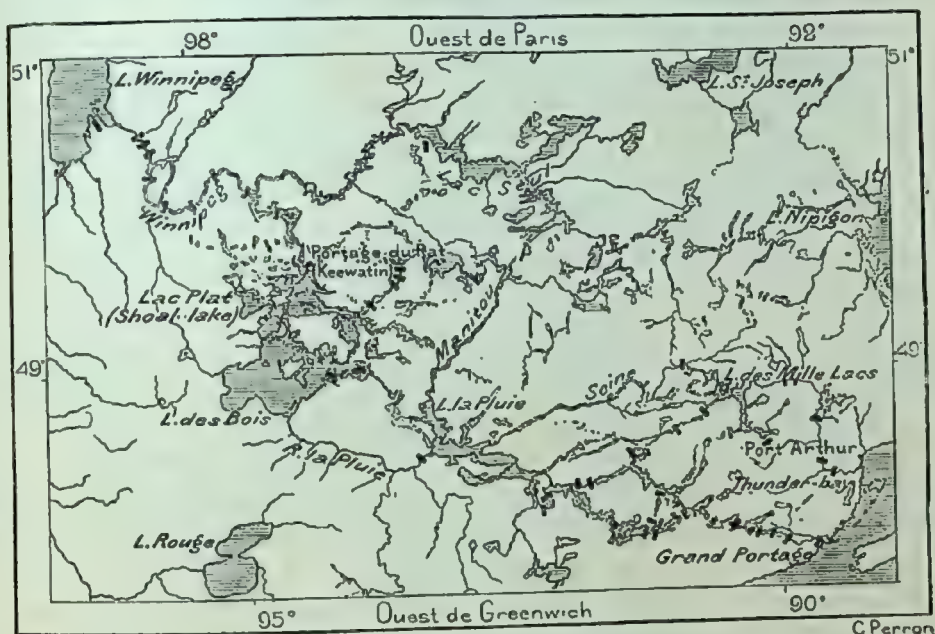 98° Ouest de Paris 92°
51° 51°
L. Winnipeg
L. St. Joseph
Seul
Winnip
L. Nipigon
Portage du Rat
Keewatin
Lac Plat
(Shoal-lake)
Manitou
49° 49°
L. des Mille Lacs
Seine
L. des Bois
L. la Pluie
R. la Pluie
Port Arthur
Thunder-bay
L. Rouge
Grand Portage
95° Ouest de Greenwich 90°
C. Perron